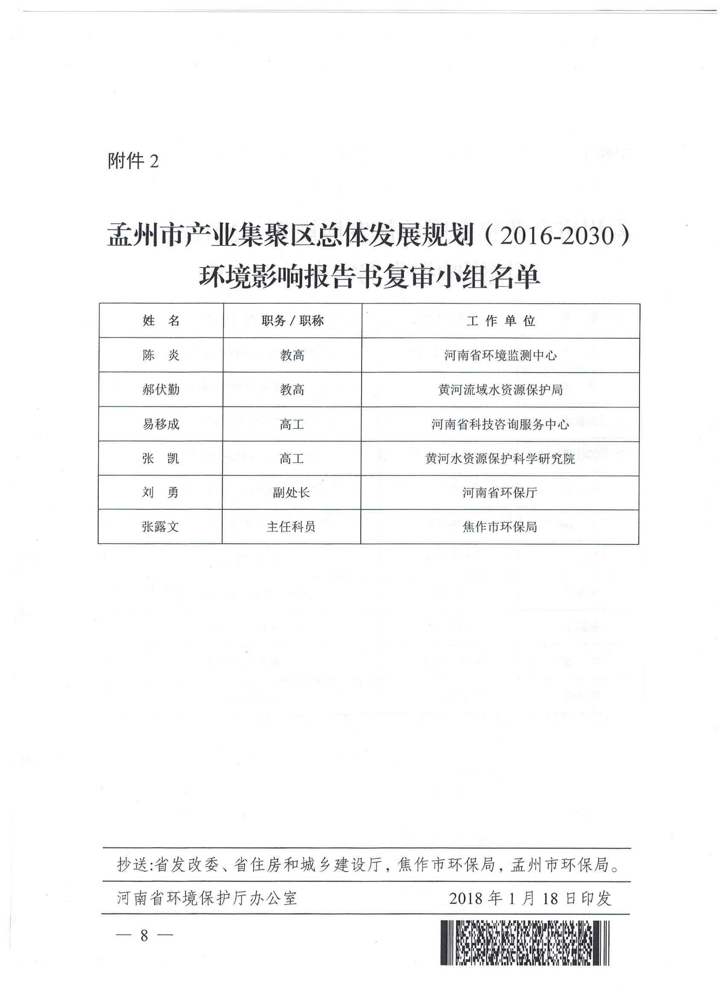 附件 2
孟州市产业集聚区总体发展规划（2016-2030）
环境影响报告书复审小组名单
姓 名 职务/职称 工作单位
陈 炎 教高 河南省环境监测中心
郝伏勤 教高 黄河流域水资源保护局
易移成 高工 河南省科技咨询服务中心
张 凯 高工 黄河水资源保护科学研究院
刘 勇 副处长 河南省环保厅
张露文 主任科员 焦作市环保局
抄送:省发改委、省住房和城乡建设厅，焦作市环保局，孟州市环保局。
河南省环境保护厅办公室 2018年1月18日印发
— 8 —